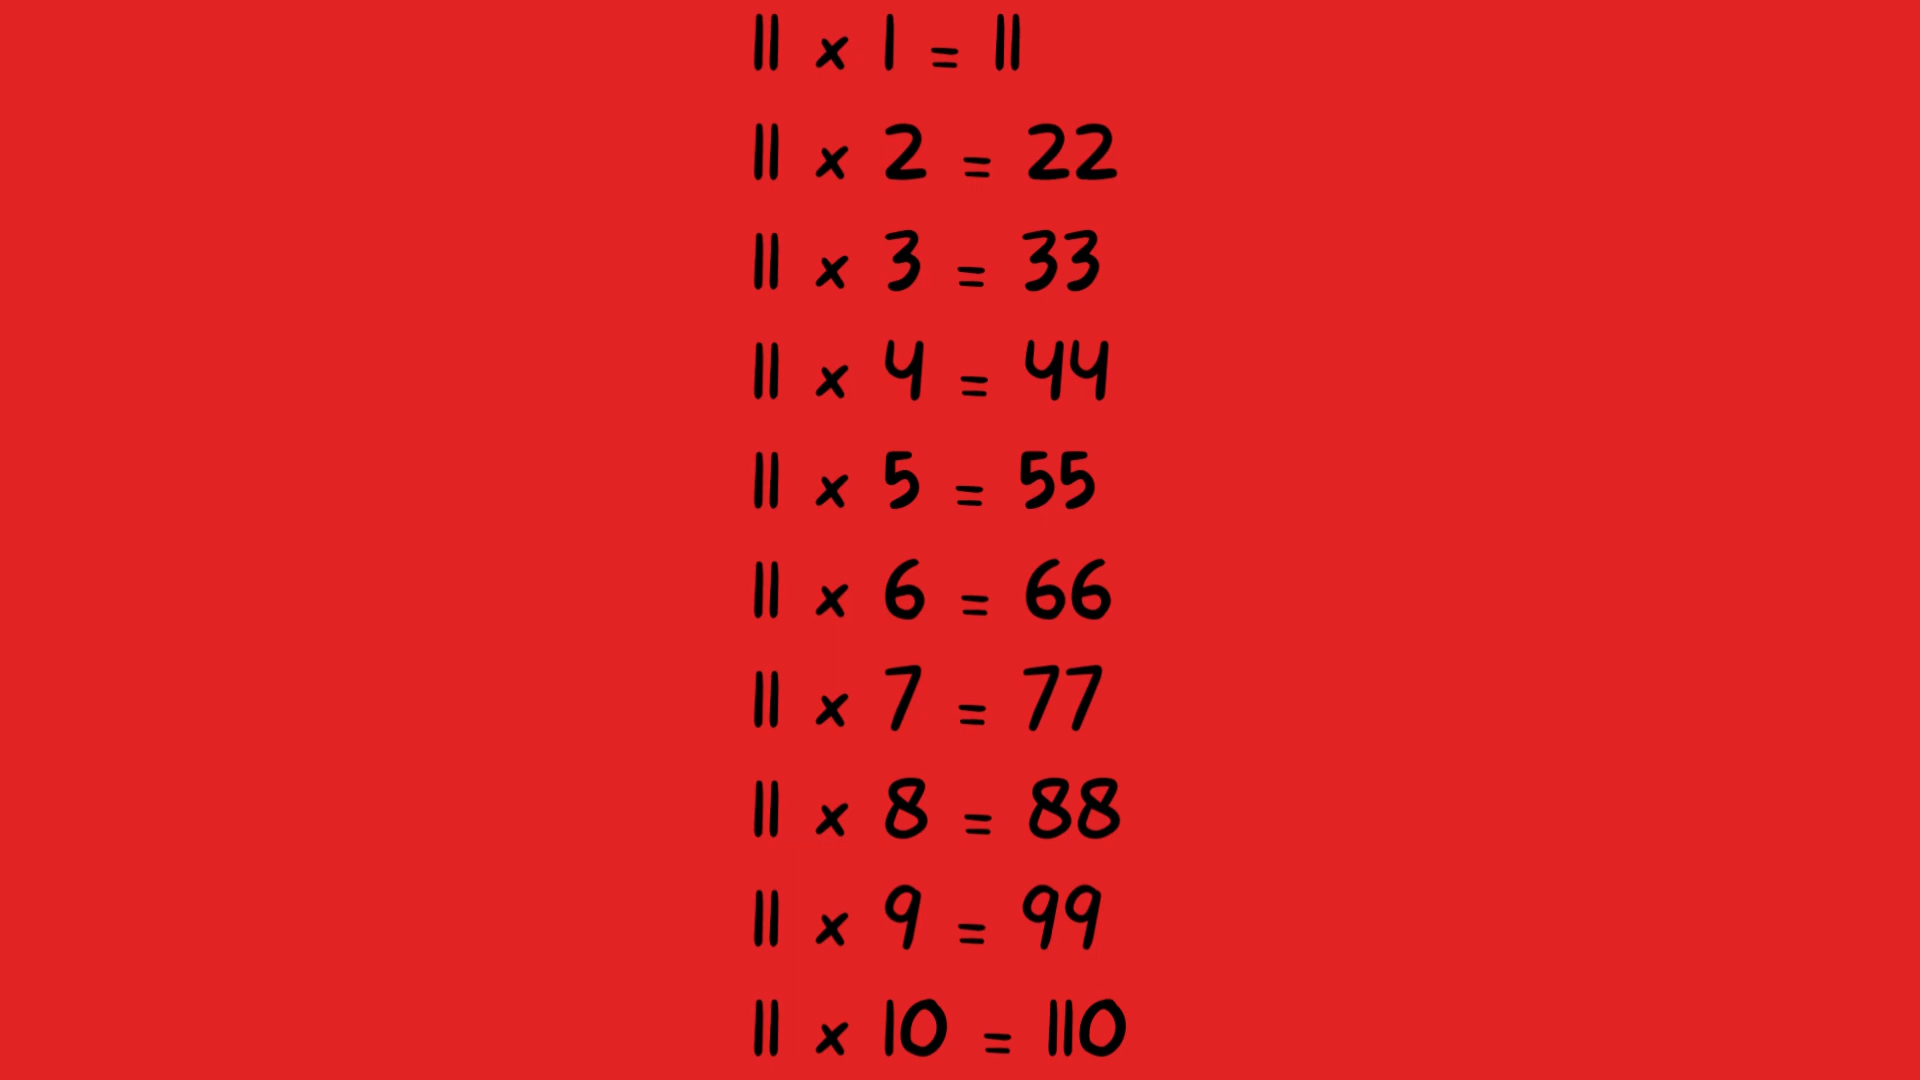 11 × 1 = 11
11 × 2 = 22
11 × 3 = 33
11 × 4 = 44
11 × 5 = 55
11 × 6 = 66
11 × 7 = 77
11 × 8 = 88
11 × 9 = 99
11 × 10 = 110